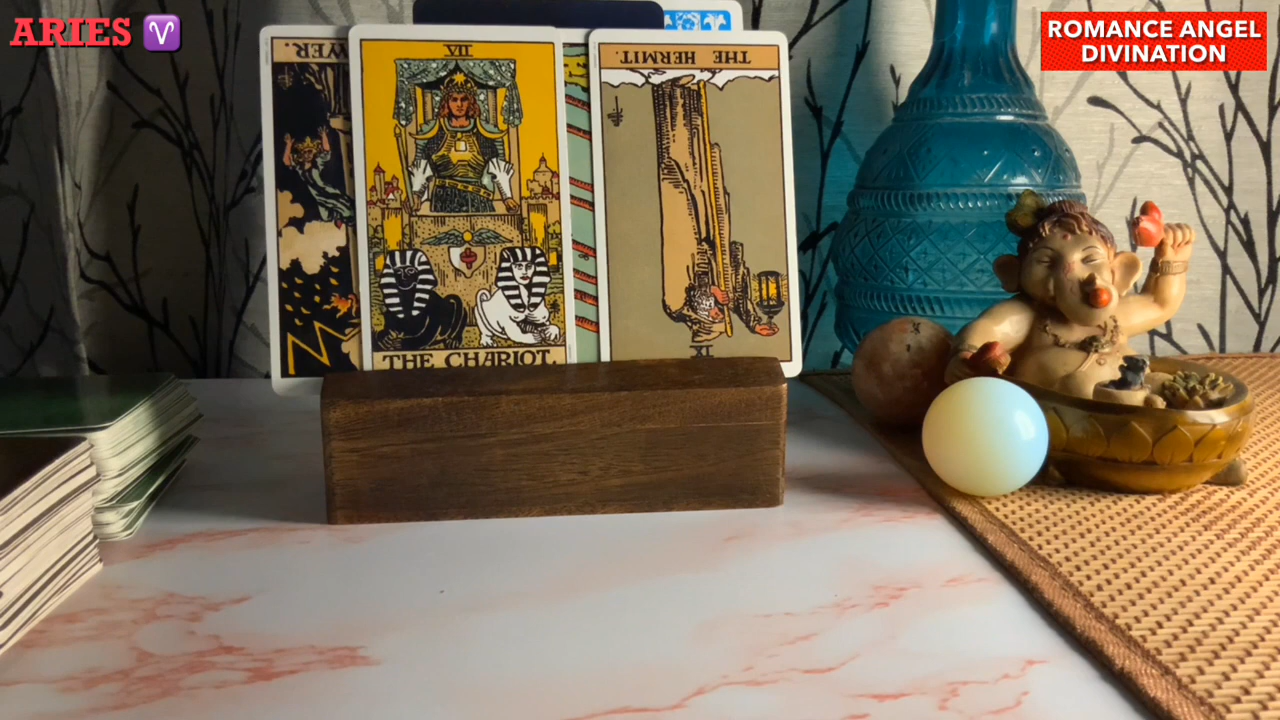 ARIES ♈
ROMANCE ANGEL
DIVINATION
VII
THE HERMIT.
THE CHARIOT.
IX